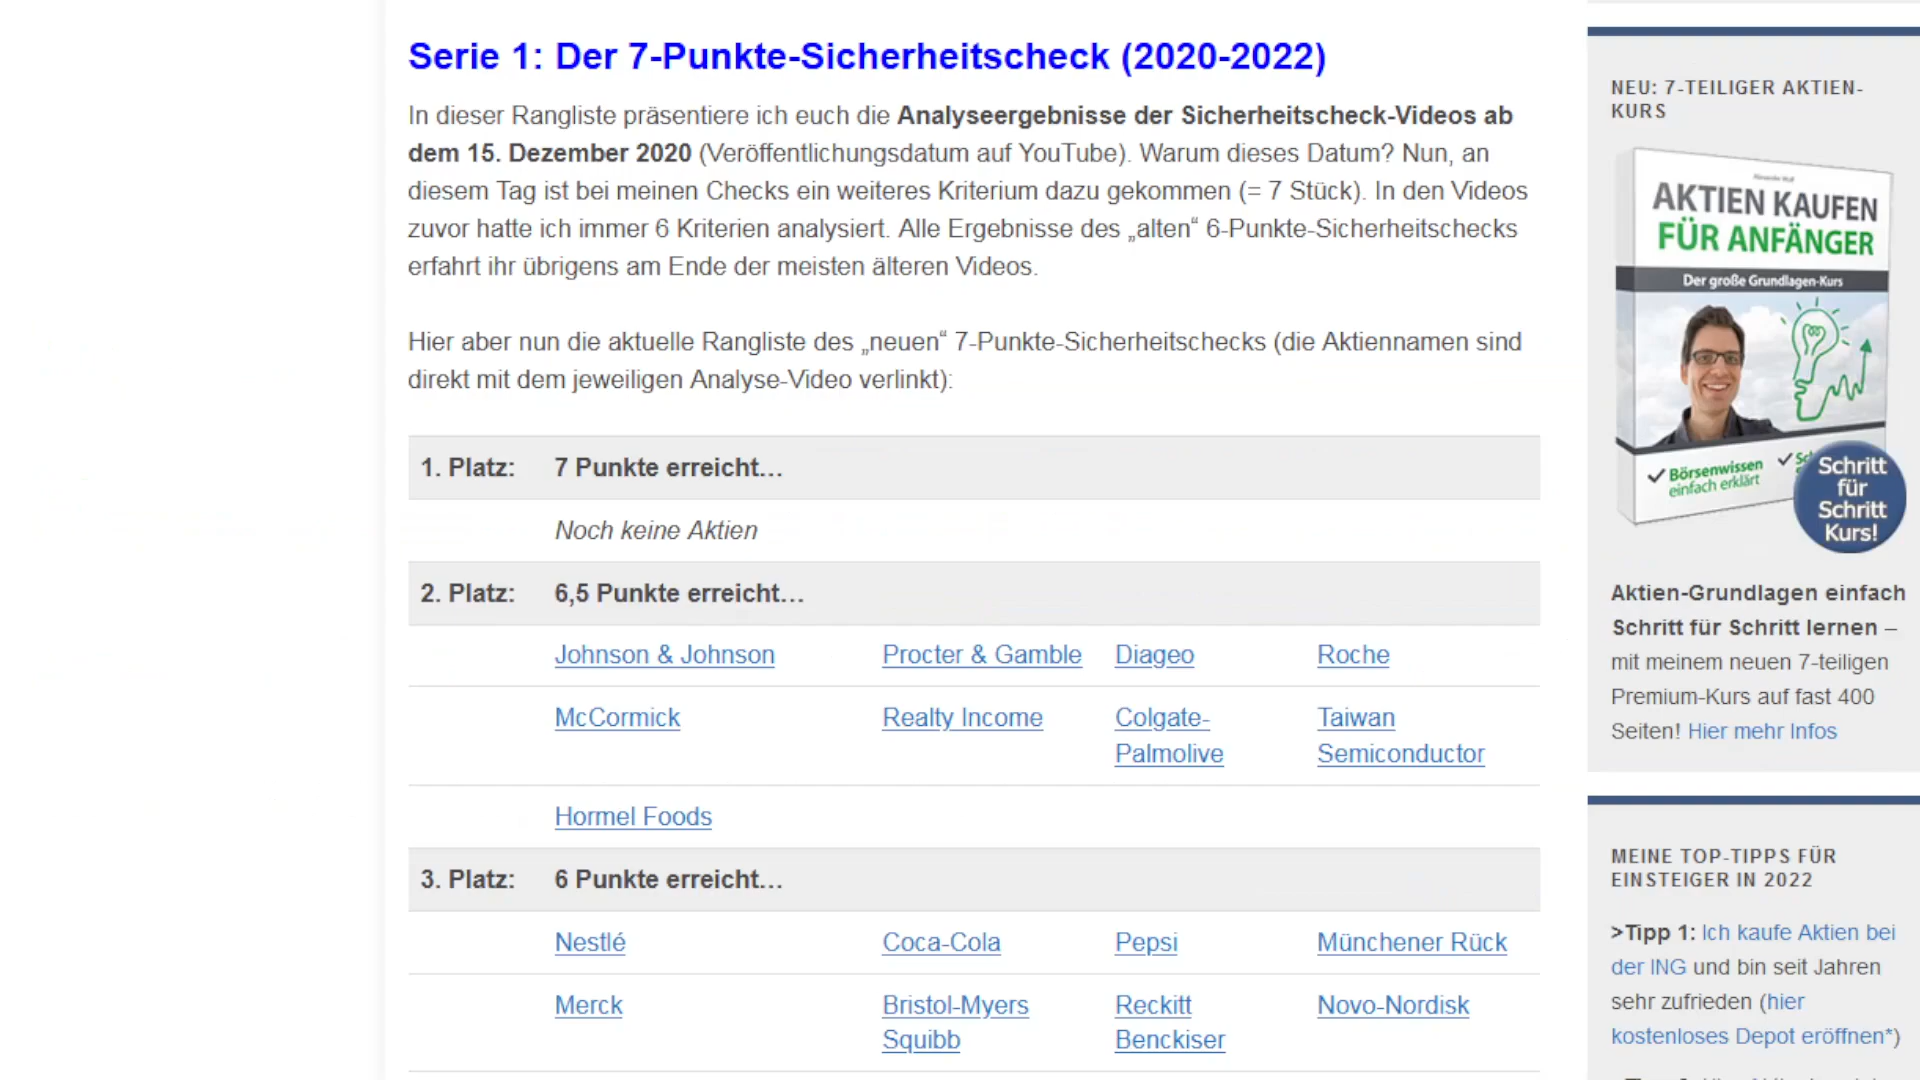 Serie 1: Der 7-Punkte-Sicherheitscheck (2020-2022)
In dieser Rangliste präsentiere ich euch die Analyseergebnisse der Sicherheitscheck-Videos ab
dem 15. Dezember 2020 (Veröffentlichungsdatum auf YouTube). Warum dieses Datum? Nun, an
diesem Tag ist bei meinen Checks ein weiteres Kriterium dazu gekommen (= 7 Stück). In den Videos
zuvor hatte ich immer 6 Kriterien analysiert. Alle Ergebnisse des „alten“ 6-Punkte-Sicherheitschecks
erfahrt ihr übrigens am Ende der meisten älteren Videos.
Hier aber nun die aktuelle Rangliste des „neuen“ 7-Punkte-Sicherheitschecks (die Aktiennamen sind
direkt mit dem jeweiligen Analyse-Video verlinkt):
1. Platz: 7 Punkte erreicht…
Noch keine Aktien
2. Platz: 6,5 Punkte erreicht…
Johnson & Johnson Procter & Gamble Diageo Roche
McCormick Realty Income Colgate- Taiwan
Palmolive Semiconductor
Hormel Foods
3. Platz: 6 Punkte erreicht…
Nestlé Coca-Cola Pepsi Münchener Rück
Merck Bristol-Myers Reckitt Novo-Nordisk
Squibb Benckiser
NEU: 7-TEILIGER AKTIEN-
KURS
AKTIEN KAUFEN
FÜR ANFÄNGER
Der große Grundlagen-Kurs
Börsenwissen
einfach erklärt
Schritt
für
Schritt
Kurs!
Aktien-Grundlagen einfach
Schritt für Schritt lernen –
mit meinem neuen 7-teiligen
Premium-Kurs auf fast 400
Seiten! Hier mehr Infos
MEINE TOP-TIPPS FÜR
EINSTEIGER IN 2022
>Tipp 1: Ich kaufe Aktien bei
der ING und bin seit Jahren
sehr zufrieden (hier
kostenloses Depot eröffnen*)